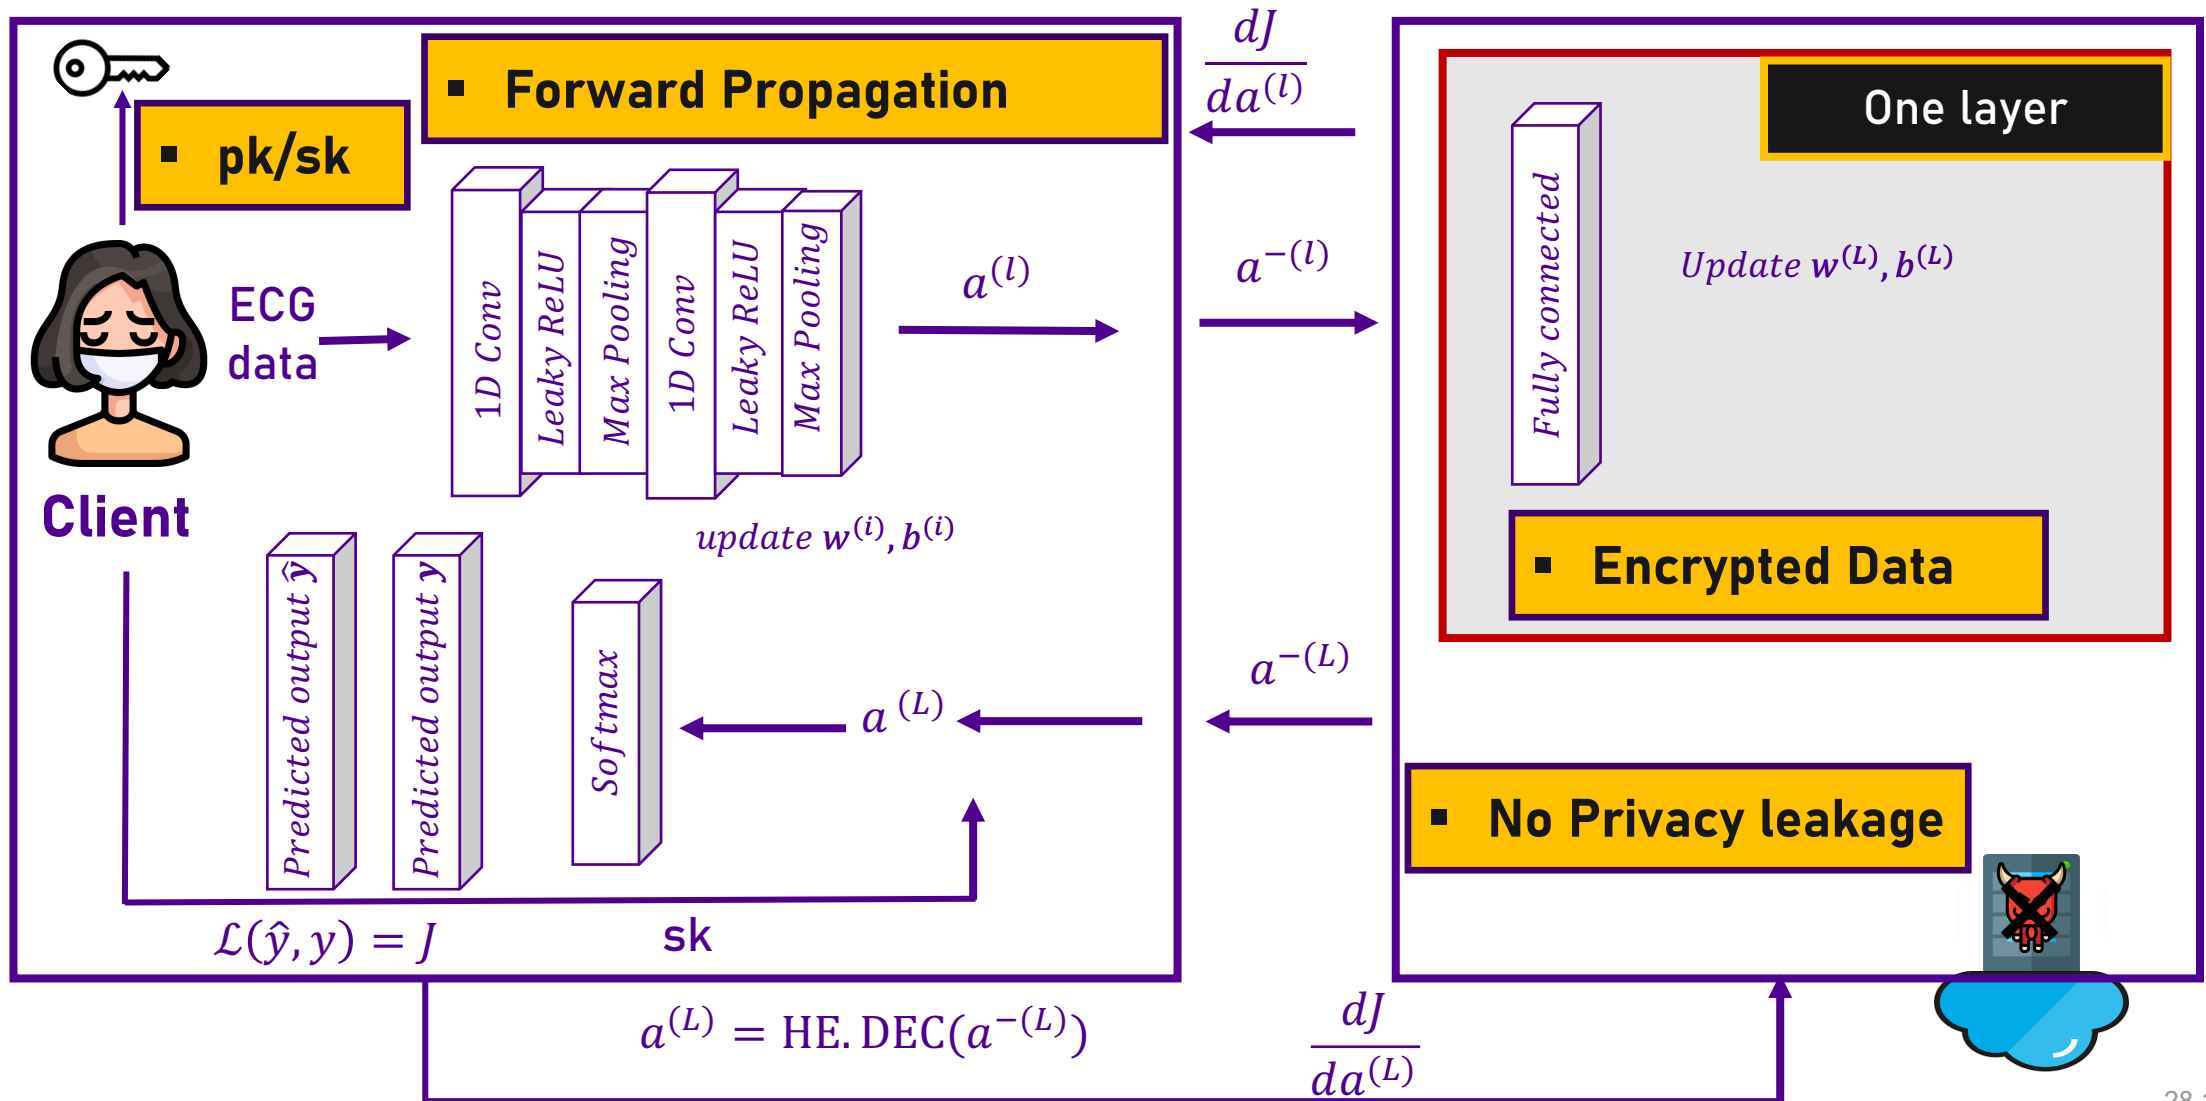 ▪ Forward Propagation
▪ pk/sk
ECG
data
Client
1D Conv
Leaky ReLU
Max Pooling
1D Conv
Leaky ReLU
Max Pooling
a^(l)
update w^(i), b^(i)
Predicted output ŷ
Predicted output y
Softmax
a^(L)
ℒ(ŷ, y) = J
sk
dJ
da^(l)
a^−(l)
a^−(L)
One layer
Fully connected
Update w^(L), b^(L)
▪ Encrypted Data
▪ No Privacy leakage
a^(L) = HE. DEC(a^−(L))
dJ
da^(L)